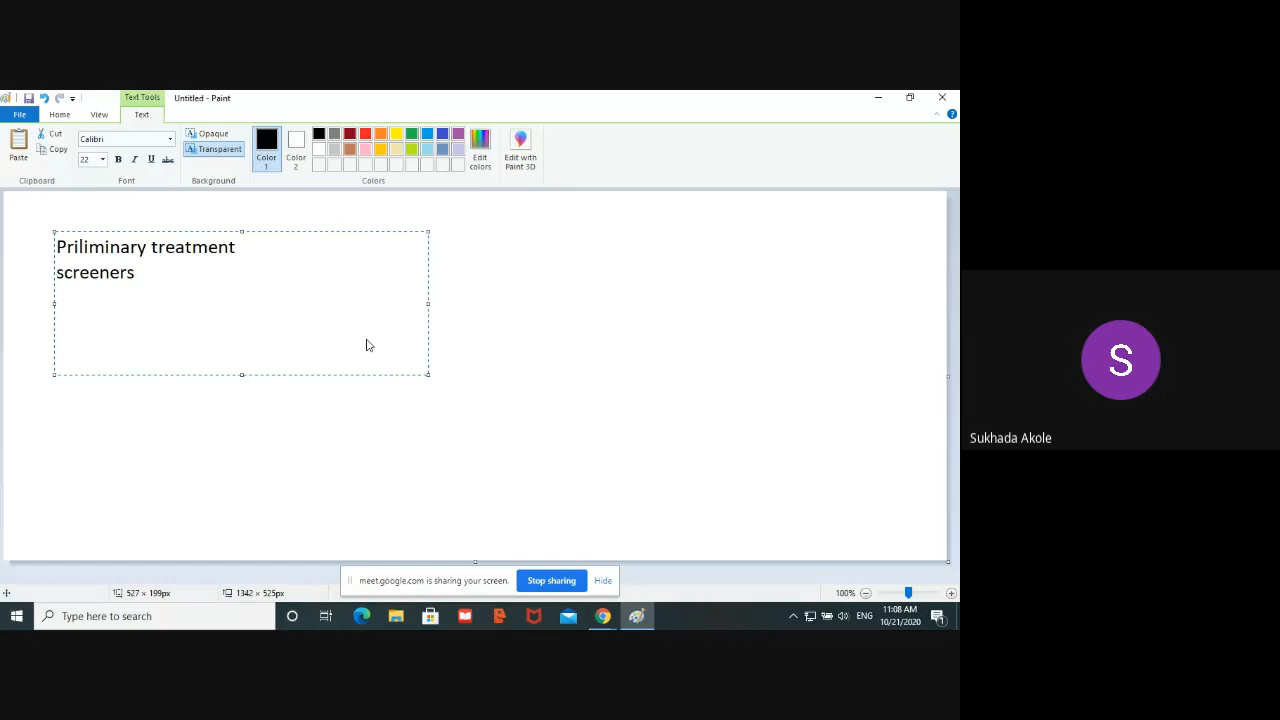 Text Tools
Untitled - Paint
File
Home
View
Text
Paste
Cut
Copy
Clipboard
Calibri
22
B
I
U
abc
Font
Opaque
Transparent
Background
Color
1
Color
2
Colors
Edit
colors
Edit with
Paint 3D
Priliminary treatment
screeners
S
Sukhada Akole
meet.google.com is sharing your screen.
Stop sharing
Hide
527 × 199px
1342 × 525px
100%
Type here to search
ENG
11:08 AM
10/21/2020
1